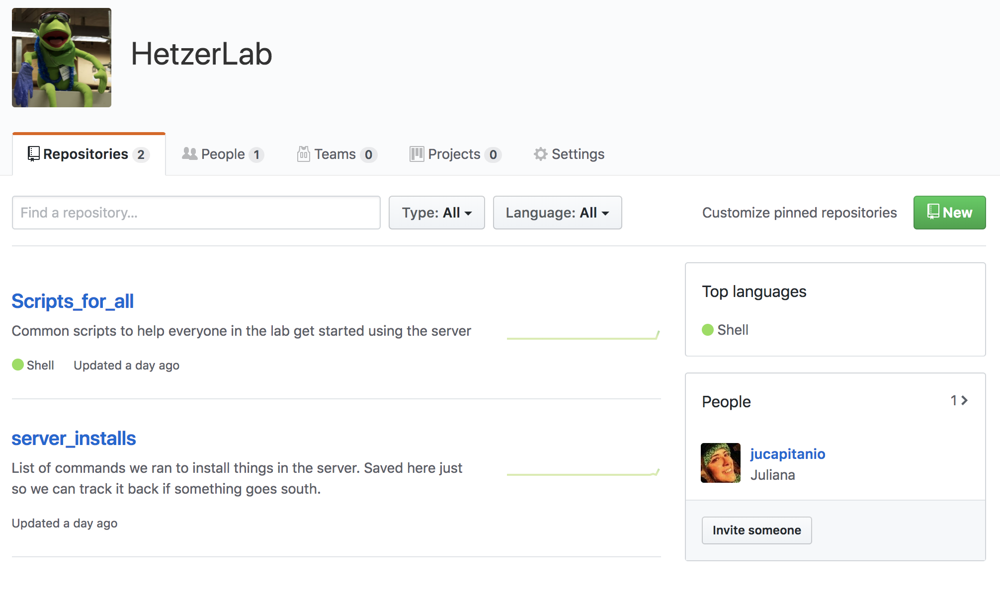 HetzerLab
Repositories 2
People 1
Teams 0
Projects 0
Settings
Find a repository...
Type: All
Language: All
Customize pinned repositories
New
Scripts_for_all
Common scripts to help everyone in the lab get started using the server
Shell
Updated a day ago
server_installs
List of commands we ran to install things in the server. Saved here just
so we can track it back if something goes south.
Updated a day ago
Top languages
Shell
People
1
jucapitanio
Juliana
Invite someone